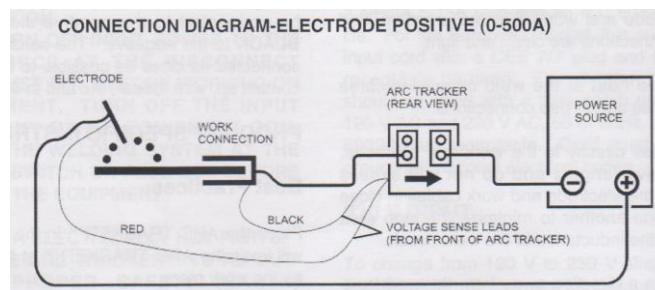 CONNECTION DIAGRAM-ELECTRODE POSITIVE (0-500A)
ELECTRODE
ARC TRACKER
(REAR VIEW)
POWER
SOURCE
WORK
CONNECTION
BLACK
RED
VOLTAGE SENSE LEADS
(FROM FRONT OF ARC TRACKER)